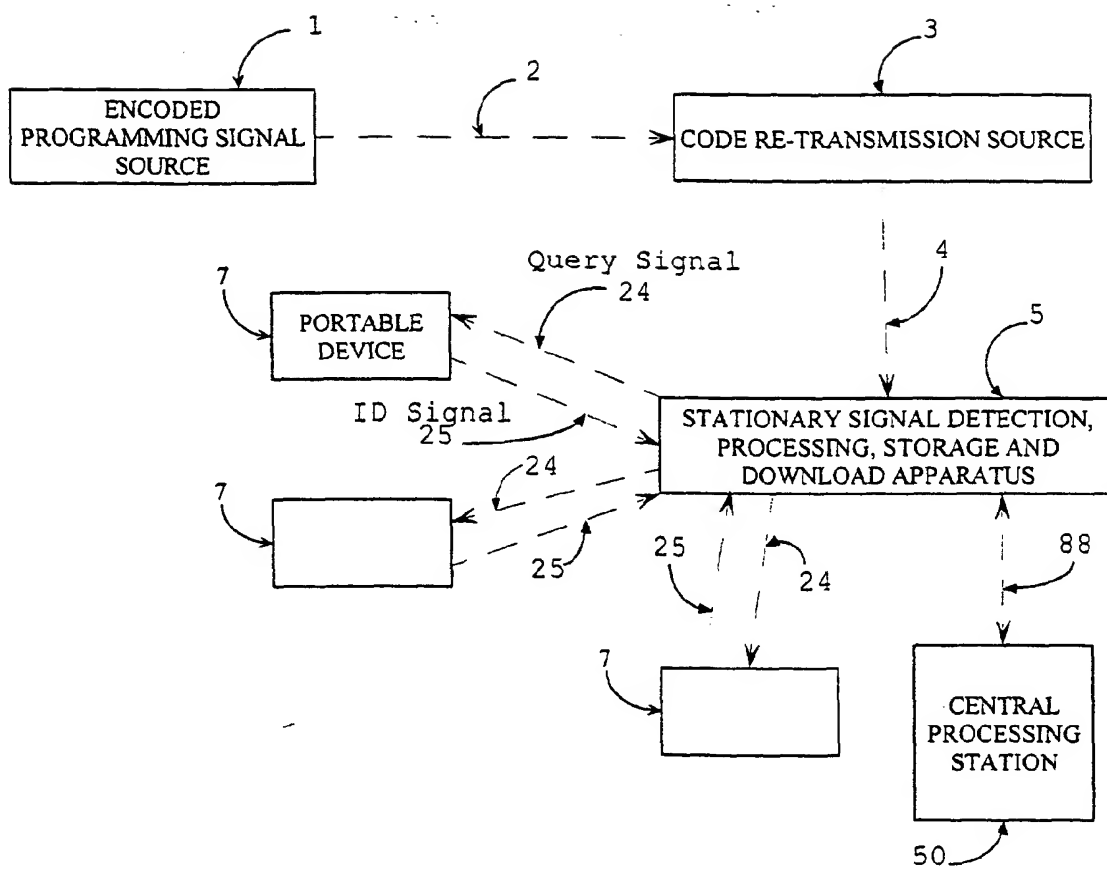 1
2
3
ENCODED
PROGRAMMING SIGNAL
SOURCE
CODE RE-TRANSMISSION SOURCE
4
Query Signal
24
7
PORTABLE
DEVICE
5
ID Signal
25
STATIONARY SIGNAL DETECTION,
PROCESSING, STORAGE AND
DOWNLOAD APPARATUS
24
7
25
25
24
88
7
CENTRAL
PROCESSING
STATION
50